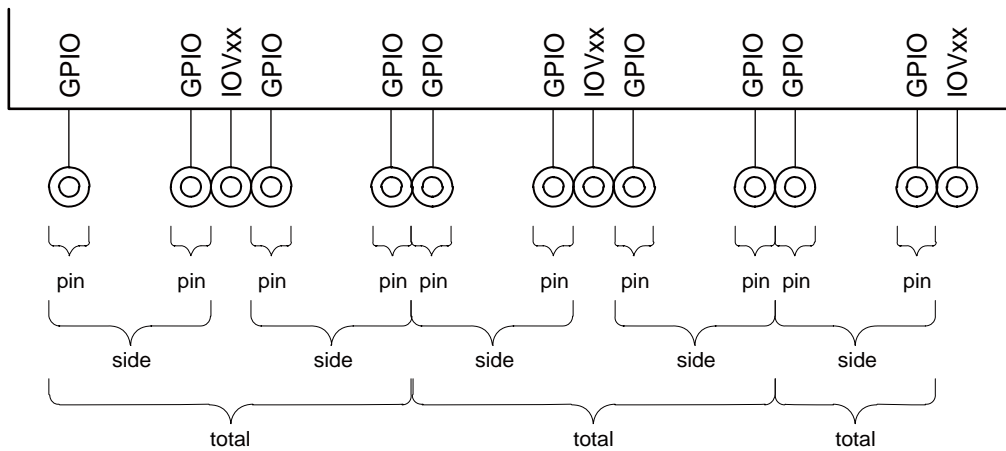 GPIO GPIO IOVxx GPIO GPIO GPIO GPIO IOVxx GPIO GPIO GPIO GPIO IOVxx
pin pin pin pin pin pin pin pin pin pin
side side side side side
total total total